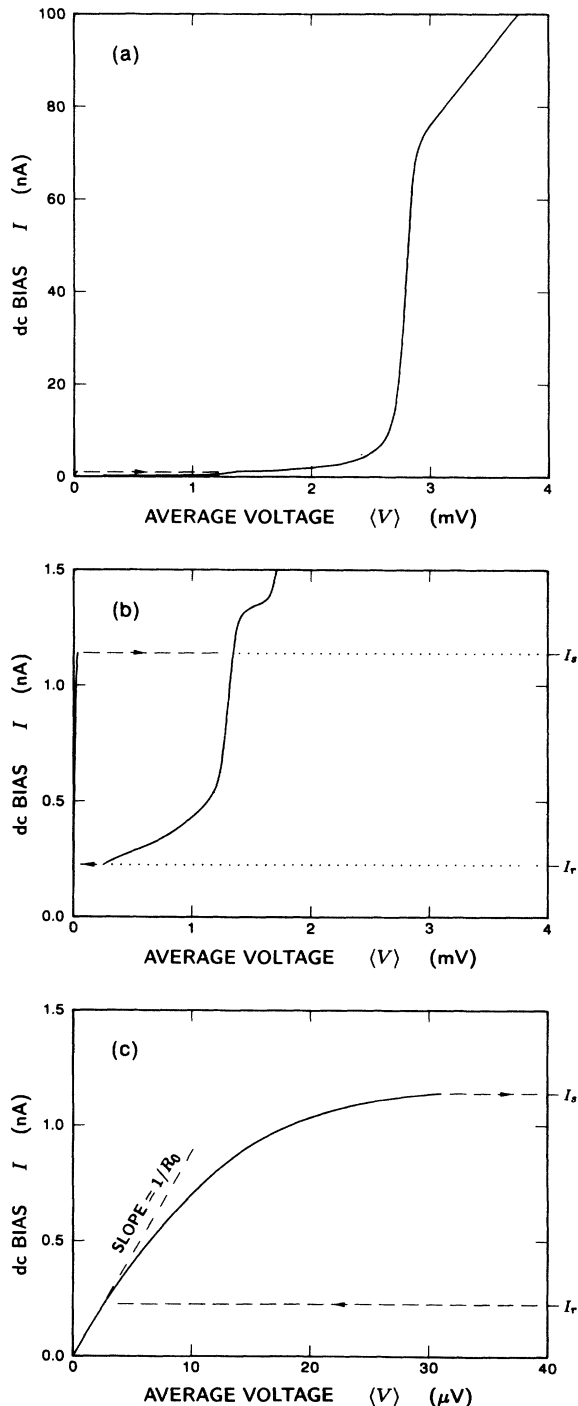 (a)
100
80
60
40
20
0
dc BIAS I (nA)
0 1 2 3 4
AVERAGE VOLTAGE ⟨V⟩ (mV)
(b)
1.5
1.0
0.5
0.0
dc BIAS I (nA)
I_s
I_r
0 1 2 3 4
AVERAGE VOLTAGE ⟨V⟩ (mV)
(c)
1.5
1.0
0.5
0.0
dc BIAS I (nA)
SLOPE = 1/R_0
I_s
I_r
0 10 20 30 40
AVERAGE VOLTAGE ⟨V⟩ (μV)